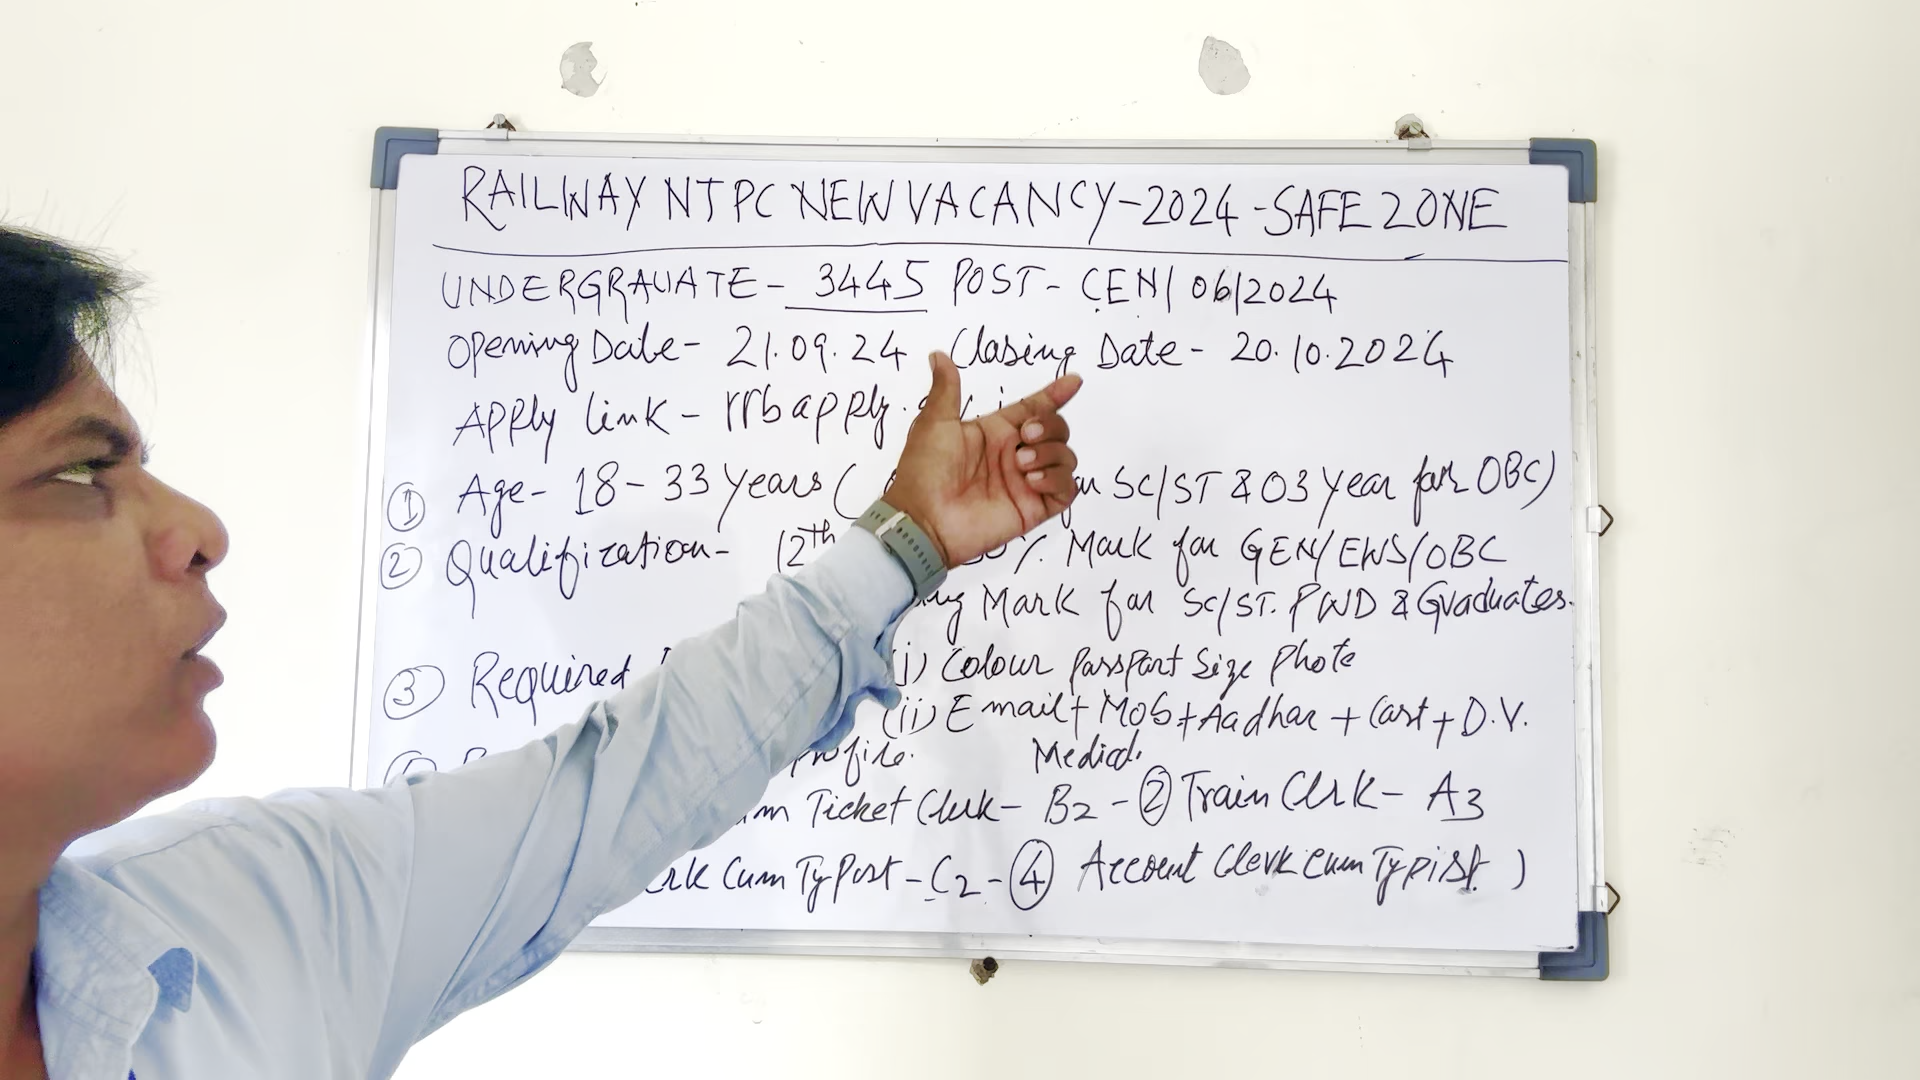 RAILWAY NTPC NEW VACANCY-2024-SAFE ZONE
UNDERGRAUATE- 3445 POST- CEN/06/2024
Opening Date- 21.09.24 Closing Date- 20.10.2024
APPly link- rrbapply.
① Age- 18-33 years ( SC/ST & 03 year for OBC)
② Qualification- 12th % Mark for GEN/EWS/OBC
Mark for SC/ST. PWD & Graduates.
③ Required (i) Colour Passport Size Photo
(ii) Email+Mob+Aadhar+Cast+D.V.
Profile. Medical.
Ticket Clerk- B2-② Train Clrk- A3
Cum Typost-C2-④ Account Clerk cum Typist )